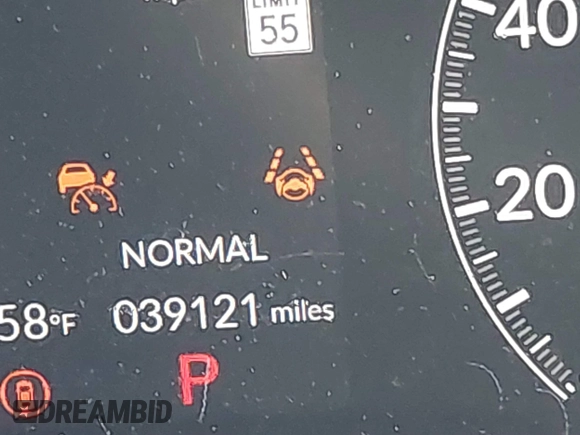 LIMIT
55
40
20
NORMAL
58°F 039121 miles
P
DREAMBID